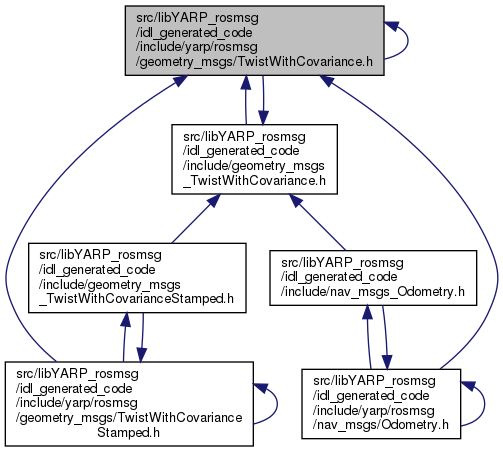 src/libYARP_rosmsg
/idl_generated_code
/include/yarp/rosmsg
/geometry_msgs/TwistWithCovariance.h
src/libYARP_rosmsg
/idl_generated_code
/include/geometry_msgs
_TwistWithCovariance.h
src/libYARP_rosmsg
/idl_generated_code
/include/geometry_msgs
_TwistWithCovarianceStamped.h
src/libYARP_rosmsg
/idl_generated_code
/include/nav_msgs_Odometry.h
src/libYARP_rosmsg
/idl_generated_code
/include/yarp/rosmsg
/geometry_msgs/TwistWithCovariance
Stamped.h
src/libYARP_rosmsg
/idl_generated_code
/include/yarp/rosmsg
/nav_msgs/Odometry.h